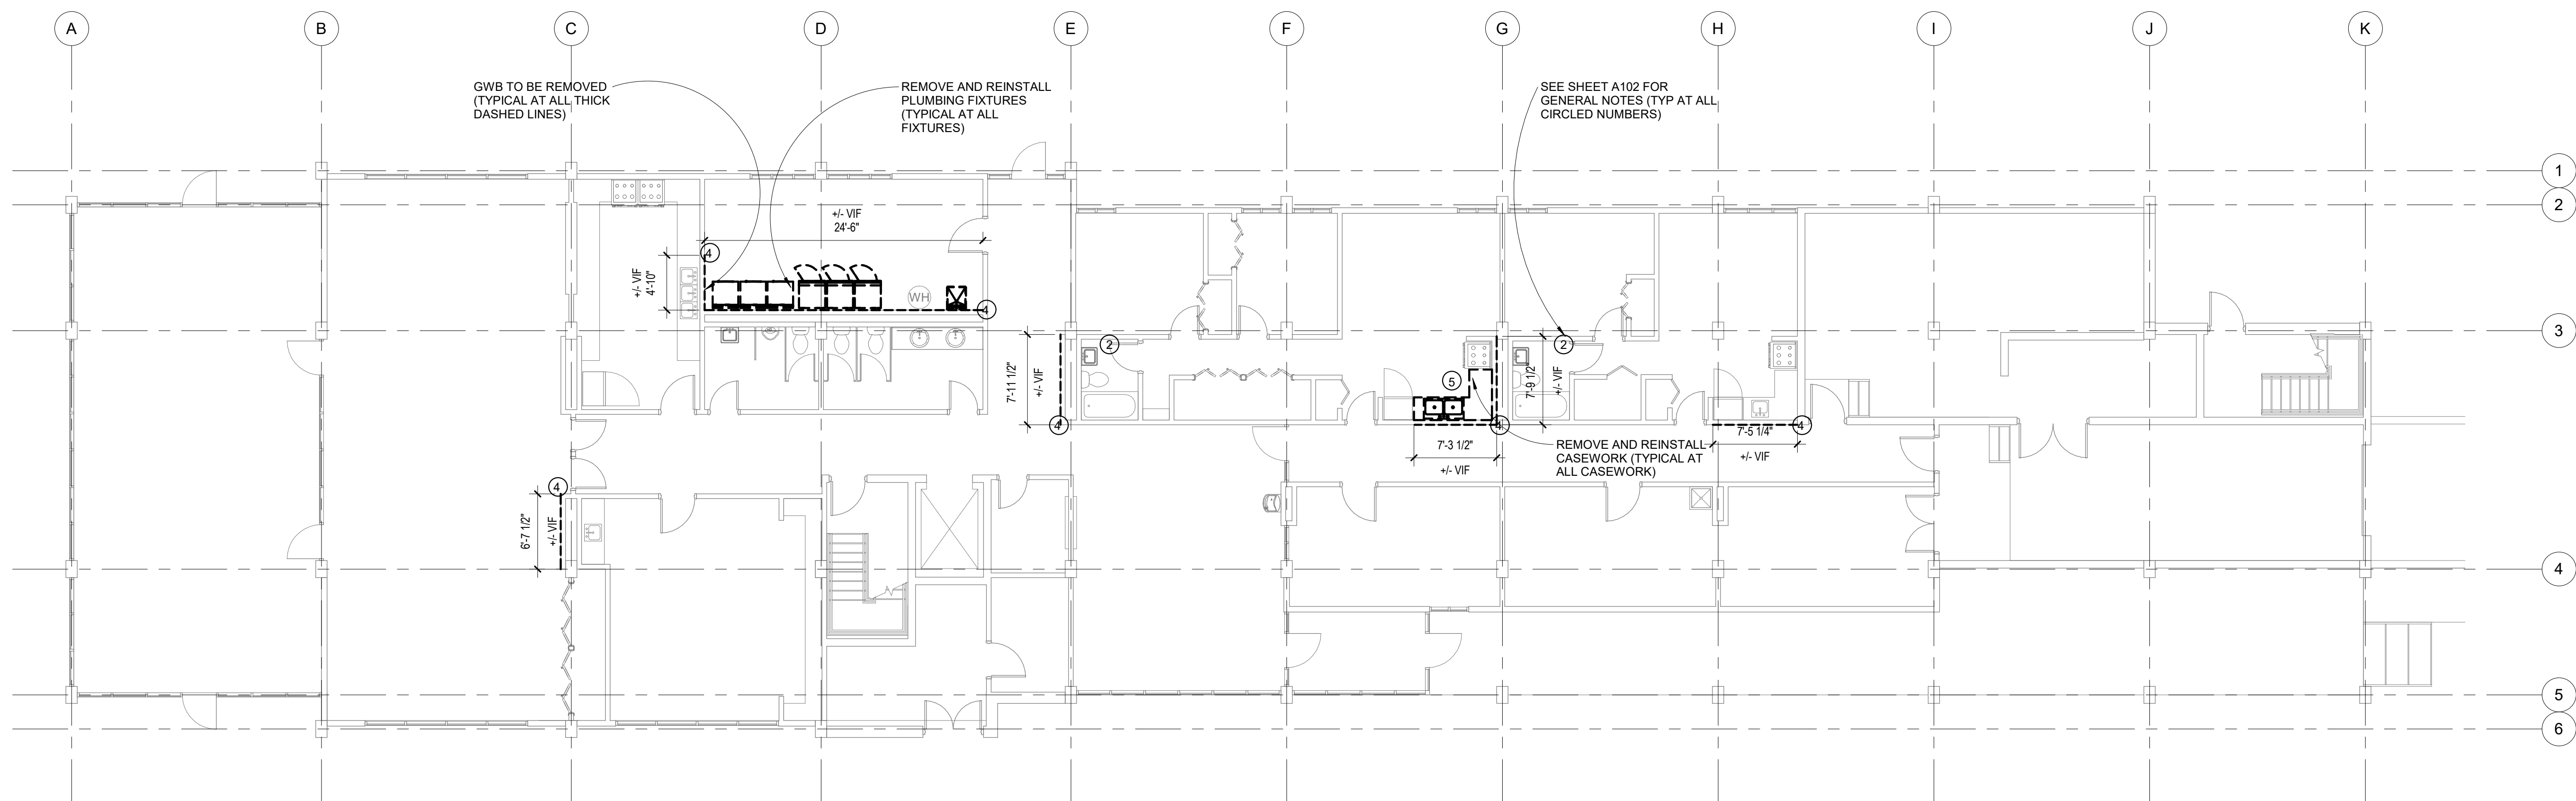 A
B
C
D
E
F
G
H
I
J
K
GWB TO BE REMOVED
(TYPICAL AT ALL THICK
DASHED LINES)
REMOVE AND REINSTALL
PLUMBING FIXTURES
(TYPICAL AT ALL
FIXTURES)
SEE SHEET A102 FOR
GENERAL NOTES (TYP AT ALL
CIRCLED NUMBERS)
1
2
+/- VIF
24'-6"
4
+/- VIF
4'-10"
WH
4
3
2
2
7'-11 1/2"
+/- VIF
5
7'-9 1/2"
+/- VIF
4
4
4
7'-3 1/2"
+/- VIF
REMOVE AND REINSTALL
CASEWORK (TYPICAL AT
ALL CASEWORK)
7'-5 1/4"
+/- VIF
4
6'-7 1/2"
+/- VIF
4
5
6